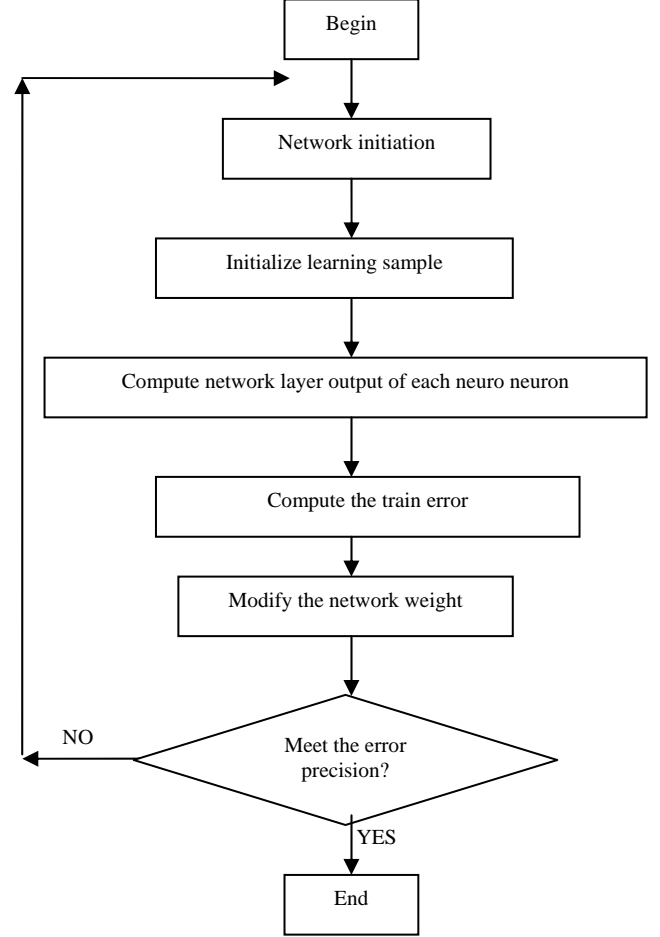 Begin
Network initiation
Initialize learning sample
Compute network layer output of each neuro neuron
Compute the train error
Modify the network weight
NO
Meet the error
precision?
YES
End